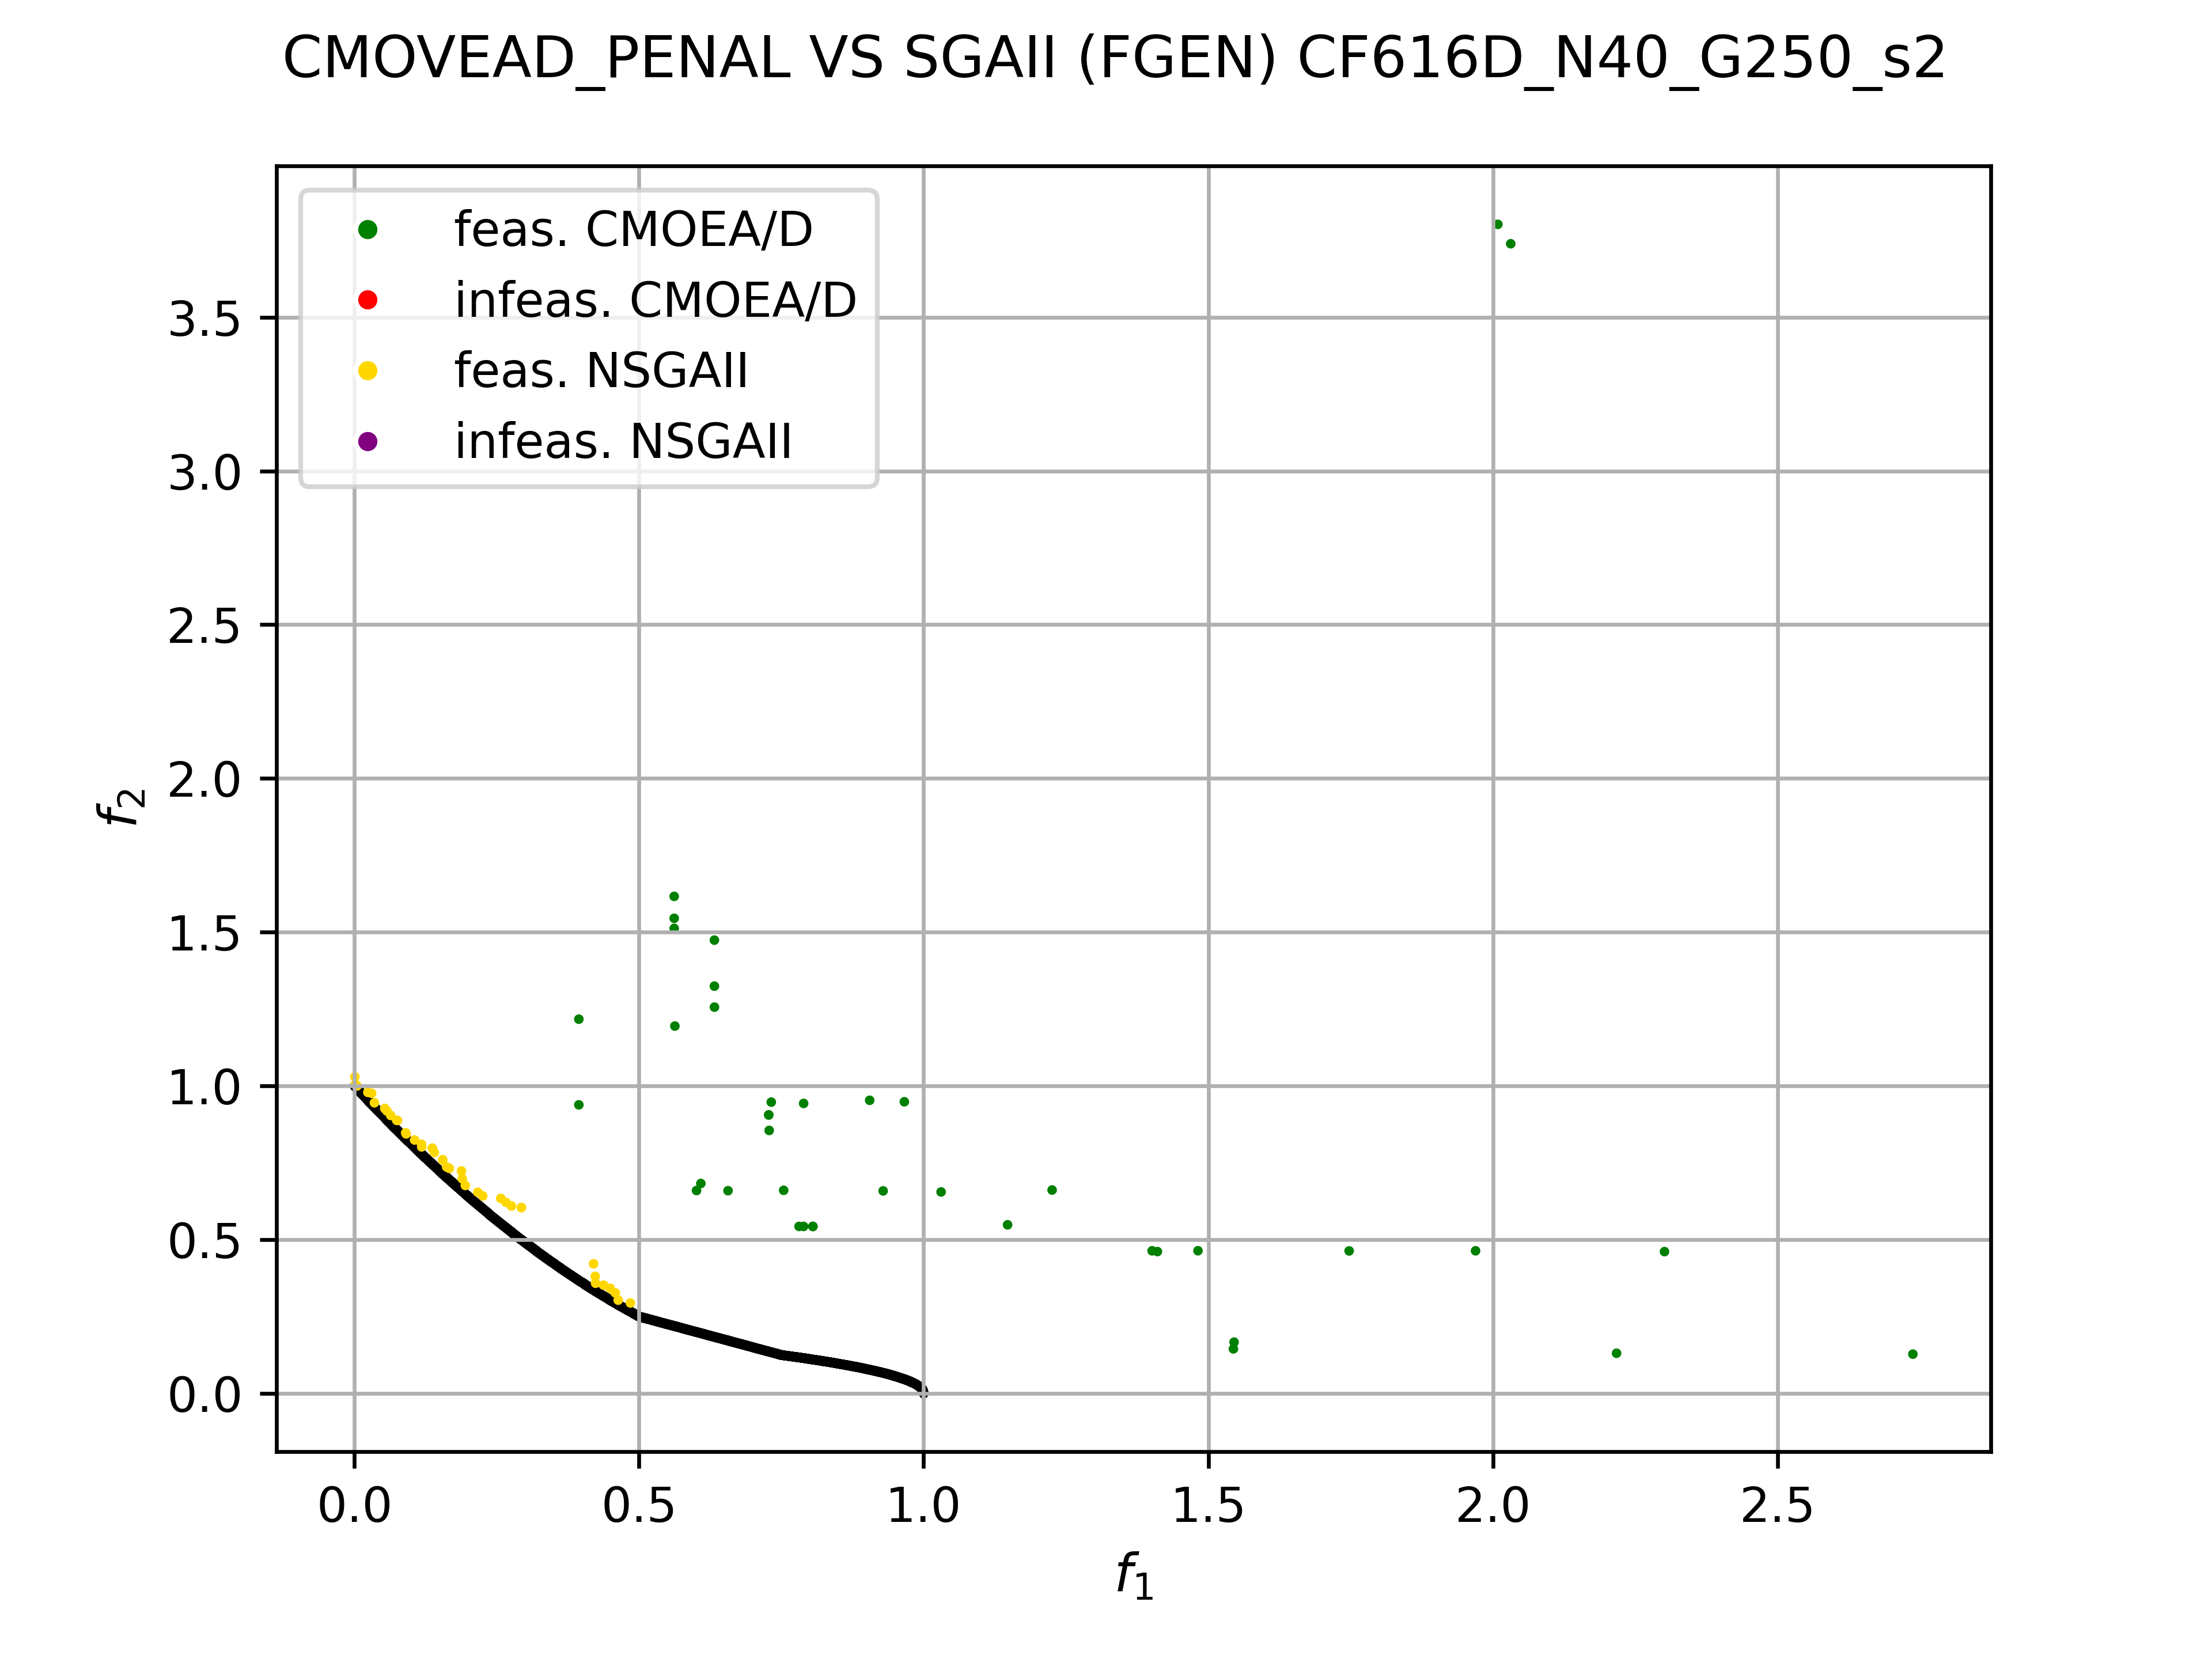 CMOVEAD_PENAL VS SGAII (FGEN) CF616D_N40_G250_s2
feas. CMOEA/D
infeas. CMOEA/D
feas. NSGAII
infeas. NSGAII
3.5
3.0
2.5
2.0
1.5
1.0
0.5
0.0
f2
0.0 0.5 1.0 1.5 2.0 2.5
f1